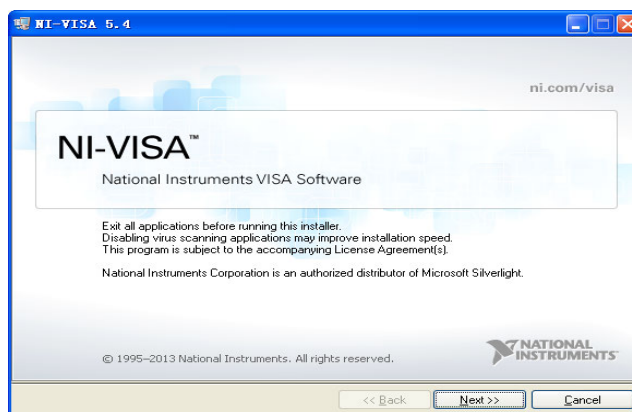 NI-VISA 5.4
ni.com/visa
NI-VISA™
National Instruments VISA Software
Exit all applications before running this installer.
Disabling virus scanning applications may improve installation speed.
This program is subject to the accompanying License Agreement(s).
National Instruments Corporation is an authorized distributor of Microsoft Silverlight.
© 1995–2013 National Instruments. All rights reserved.
NATIONAL
INSTRUMENTS™
<< Back
Next >>
Cancel